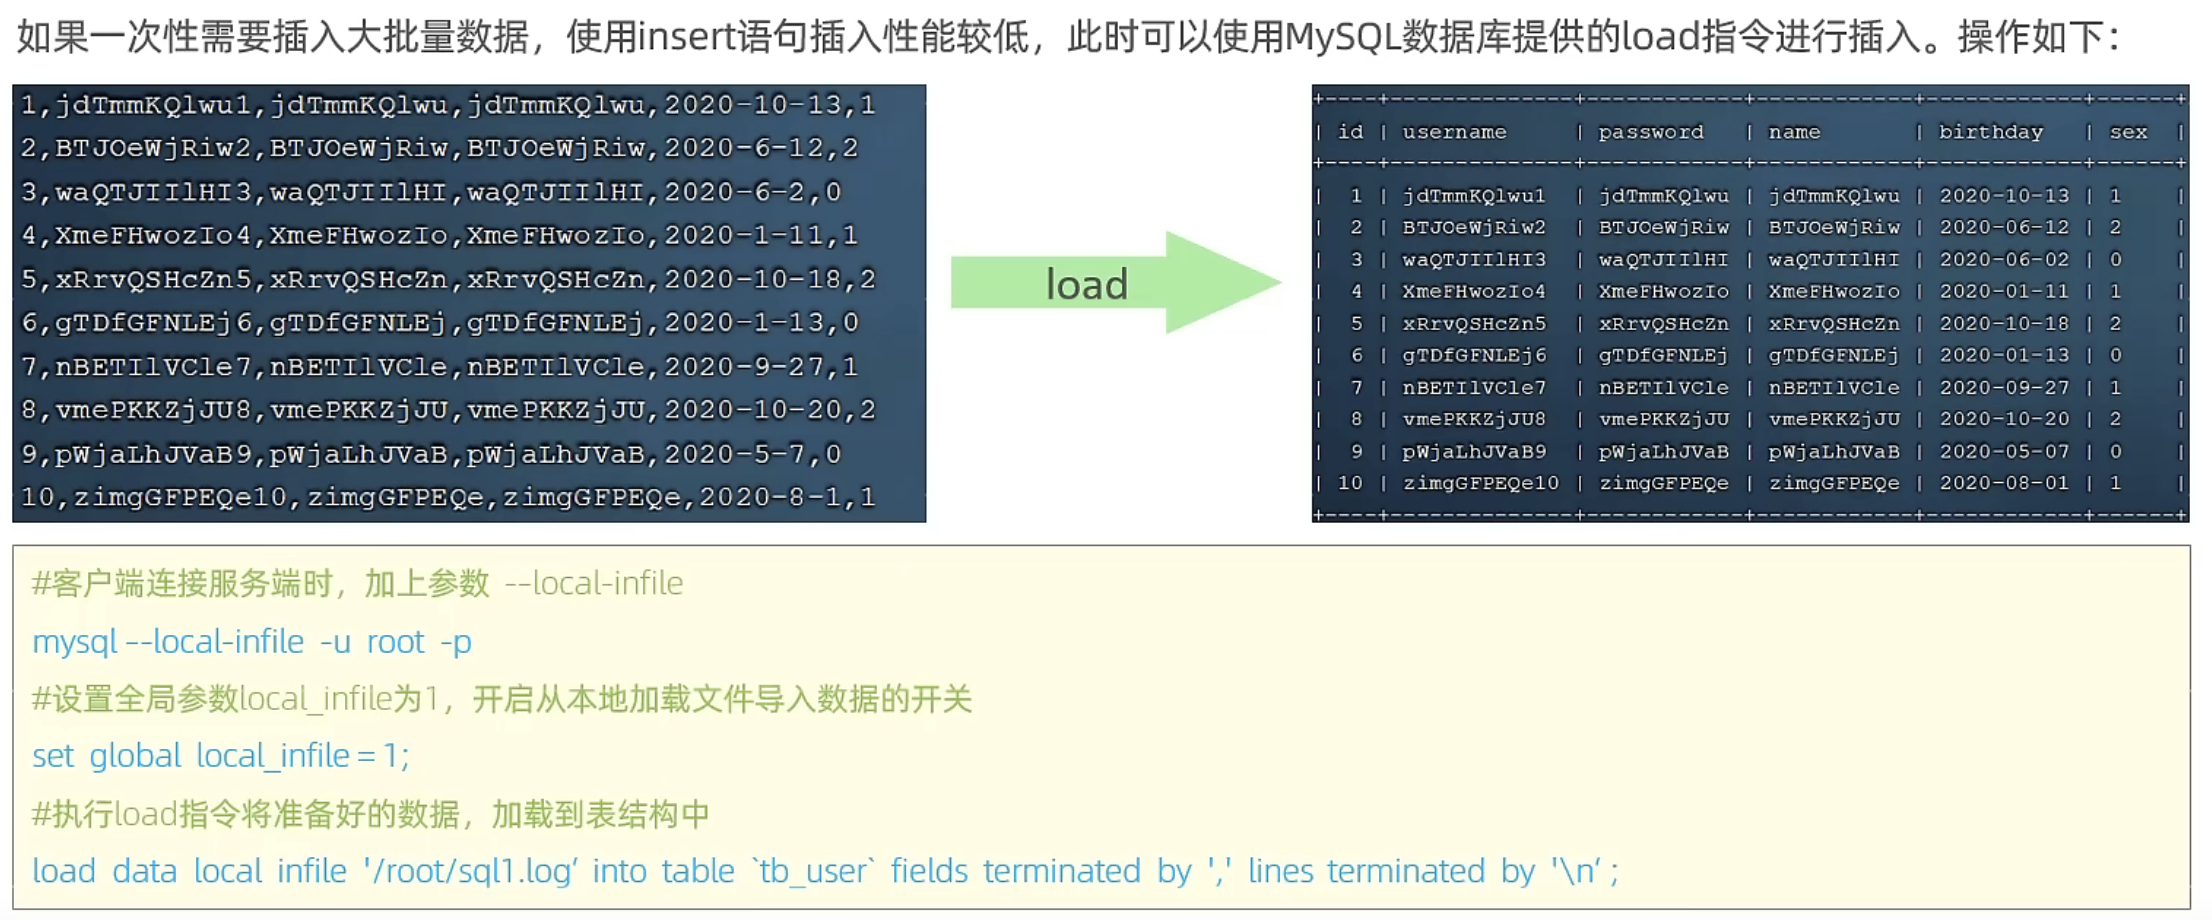 如果一次性需要插入大批量数据，使用insert语句插入性能较低，此时可以使用MySQL数据库提供的load指令进行插入。操作如下：
1,jdTmmKQlwu1,jdTmmKQlwu,jdTmmKQlwu,2020-10-13,1
2,BTJOeWjRiw2,BTJOeWjRiw,BTJOeWjRiw,2020-6-12,2
3,waQTJIIlHI3,waQTJIIlHI,waQTJIIlHI,2020-6-2,0
4,XmeFHwozIo4,XmeFHwozIo,XmeFHwozIo,2020-1-11,1
5,xRrvQSHcZn5,xRrvQSHcZn,xRrvQSHcZn,2020-10-18,2
6,gTDfGFNLEj6,gTDfGFNLEj,gTDfGFNLEj,2020-1-13,0
7,nBETIlVCle7,nBETIlVCle,nBETIlVCle,2020-9-27,1
8,vmePKKZjJU8,vmePKKZjJU,vmePKKZjJU,2020-10-20,2
9,pWjaLhJVaB9,pWjaLhJVaB,pWjaLhJVaB,2020-5-7,0
10,zimgGFPEQe10,zimgGFPEQe,zimgGFPEQe,2020-8-1,1
load
+----+--------------+------------+------------+------------+------+
| id | username | password | name | birthday | sex |
+----+--------------+------------+------------+------------+------+
| 1 | jdTmmKQlwu1 | jdTmmKQlwu | jdTmmKQlwu | 2020-10-13 | 1 |
| 2 | BTJOeWjRiw2 | BTJOeWjRiw | BTJOeWjRiw | 2020-06-12 | 2 |
| 3 | waQTJIIlHI3 | waQTJIIlHI | waQTJIIlHI | 2020-06-02 | 0 |
| 4 | XmeFHwozIo4 | XmeFHwozIo | XmeFHwozIo | 2020-01-11 | 1 |
| 5 | xRrvQSHcZn5 | xRrvQSHcZn | xRrvQSHcZn | 2020-10-18 | 2 |
| 6 | gTDfGFNLEj6 | gTDfGFNLEj | gTDfGFNLEj | 2020-01-13 | 0 |
| 7 | nBETIlVCle7 | nBETIlVCle | nBETIlVCle | 2020-09-27 | 1 |
| 8 | vmePKKZjJU8 | vmePKKZjJU | vmePKKZjJU | 2020-10-20 | 2 |
| 9 | pWjaLhJVaB9 | pWjaLhJVaB | pWjaLhJVaB | 2020-05-07 | 0 |
| 10 | zimgGFPEQe10 | zimgGFPEQe | zimgGFPEQe | 2020-08-01 | 1 |
+----+--------------+------------+------------+------------+------+
#客户端连接服务端时，加上参数 --local-infile
mysql --local-infile -u root -p
#设置全局参数local_infile为1，开启从本地加载文件导入数据的开关
set global local_infile = 1;
#执行load指令将准备好的数据，加载到表结构中
load data local infile '/root/sql1.log’ into table `tb_user` fields terminated by ',' lines terminated by '\n’ ;